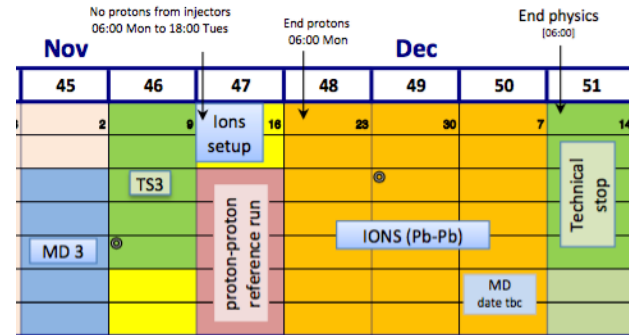 No protons from injectors
06:00 Mon to 18:00 Tues
End protons
06:00 Mon
End physics
[06:00]
Nov
Dec
45 46 47 48 49 50 51
2 9 16 23 30 7 14
Ions
setup
TS3
MD 3
proton-proton
reference run
IONS (Pb-Pb)
MD
date tbc
Technical
stop